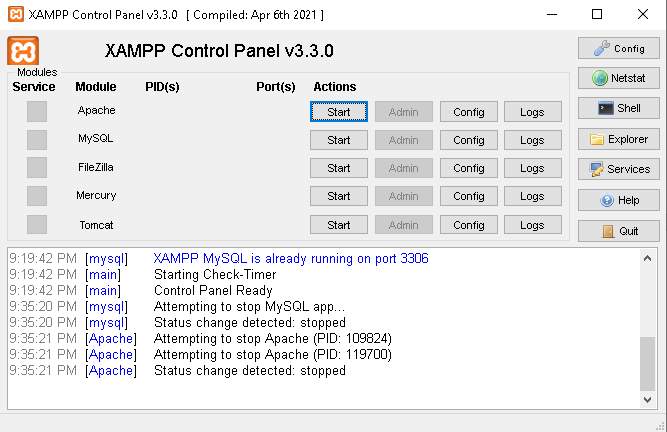 XAMPP Control Panel v3.3.0 [ Compiled: Apr 6th 2021 ]
XAMPP Control Panel v3.3.0
Config
Modules
Service Module PID(s) Port(s) Actions
Netstat
Apache Start Admin Config Logs
Shell
MySQL Start Admin Config Logs
Explorer
FileZilla Start Admin Config Logs
Services
Mercury Start Admin Config Logs
Help
Tomcat Start Admin Config Logs
Quit
9:19:42 PM [mysql] XAMPP MySQL is already running on port 3306
9:19:42 PM [main] Starting Check-Timer
9:19:42 PM [main] Control Panel Ready
9:35:20 PM [mysql] Attempting to stop MySQL app...
9:35:20 PM [mysql] Status change detected: stopped
9:35:21 PM [Apache] Attempting to stop Apache (PID: 109824)
9:35:21 PM [Apache] Attempting to stop Apache (PID: 119700)
9:35:21 PM [Apache] Status change detected: stopped